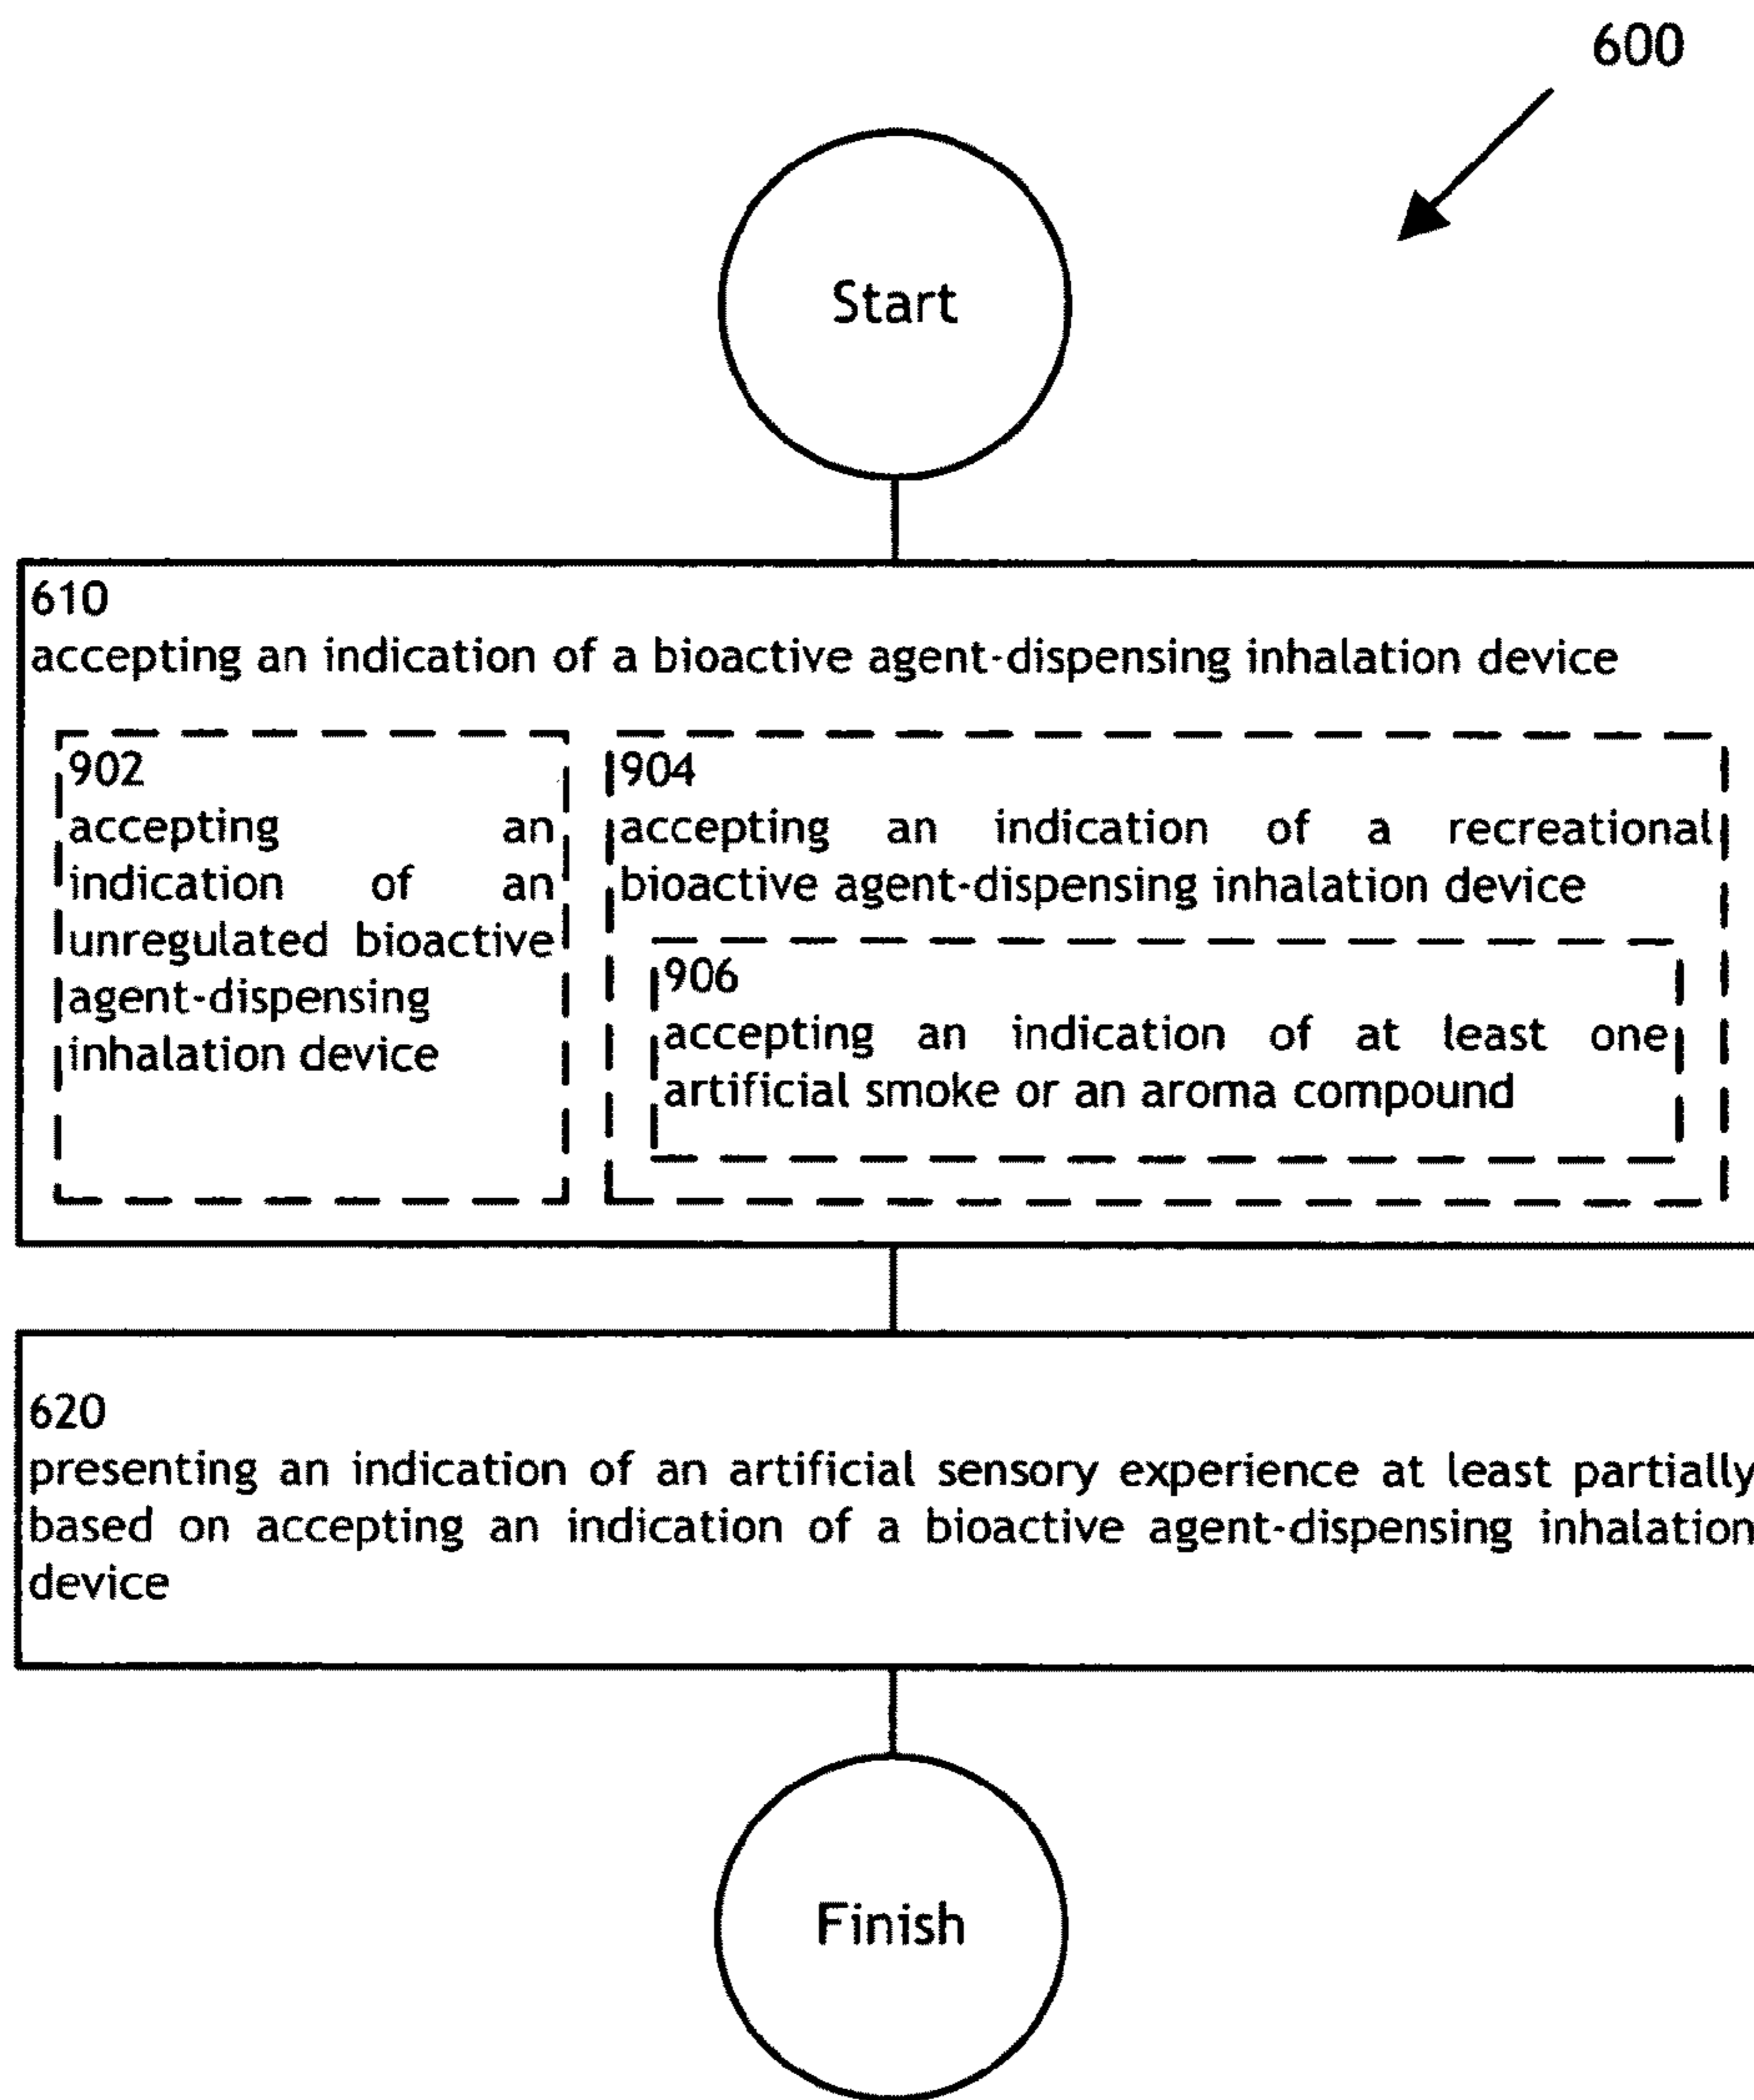 600
Start
610
accepting an indication of a bioactive agent-dispensing inhalation device
902
accepting an
indication of an
unregulated bioactive
agent-dispensing
inhalation device
904
accepting an indication of a recreational
bioactive agent-dispensing inhalation device
906
accepting an indication of at least one
artificial smoke or an aroma compound
620
presenting an indication of an artificial sensory experience at least partially
based on accepting an indication of a bioactive agent-dispensing inhalation
device
Finish